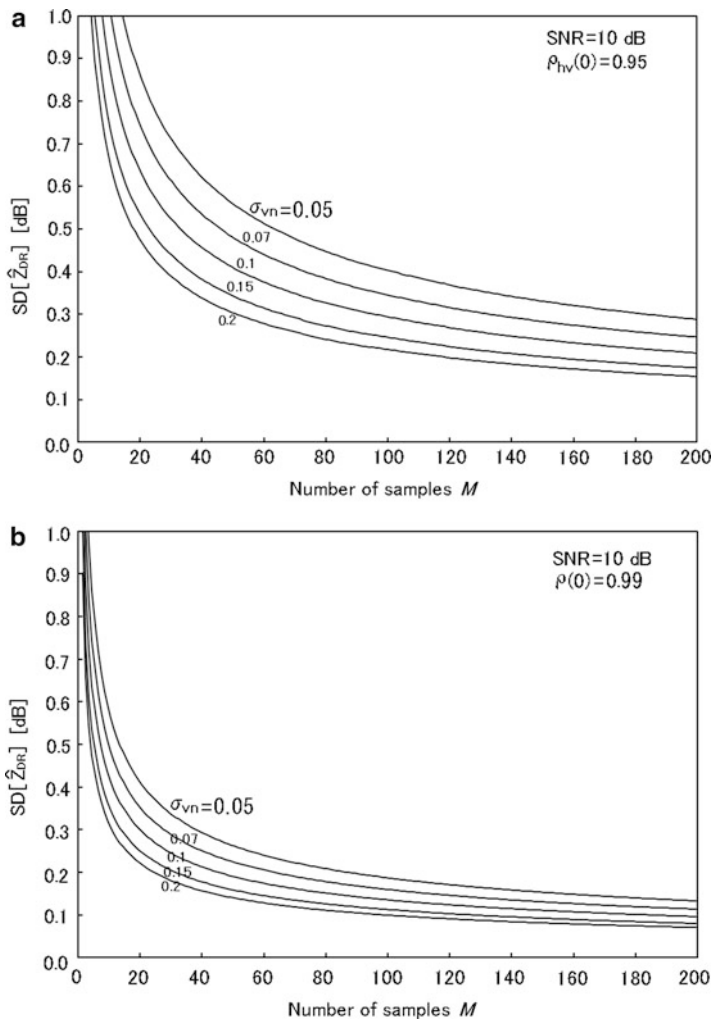 a
SNR=10 dB
ρhv(0)=0.95
SD[ẐDR] [dB]
1.0
0.9
0.8
0.7
0.6
0.5
0.4
0.3
0.2
0.1
0.0
σvn=0.05
0.07
0.1
0.15
0.2
0 20 40 60 80 100 120 140 160 180 200
Number of samples M
b
SNR=10 dB
ρ(0)=0.99
SD[ẐDR] [dB]
1.0
0.9
0.8
0.7
0.6
0.5
0.4
0.3
0.2
0.1
0.0
σvn=0.05
0.07
0.1
0.15
0.2
0 20 40 60 80 100 120 140 160 180 200
Number of samples M